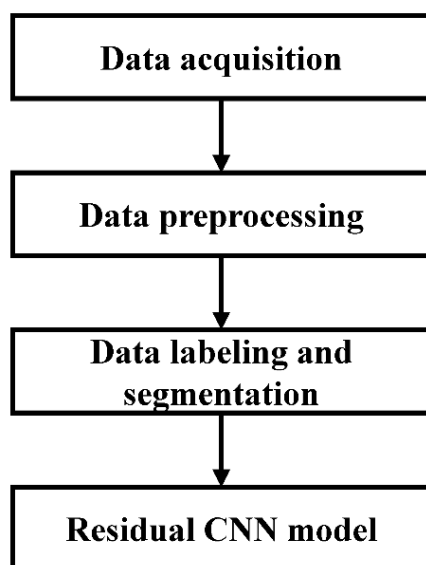 Data acquisition
Data preprocessing
Data labeling and
segmentation
Residual CNN model